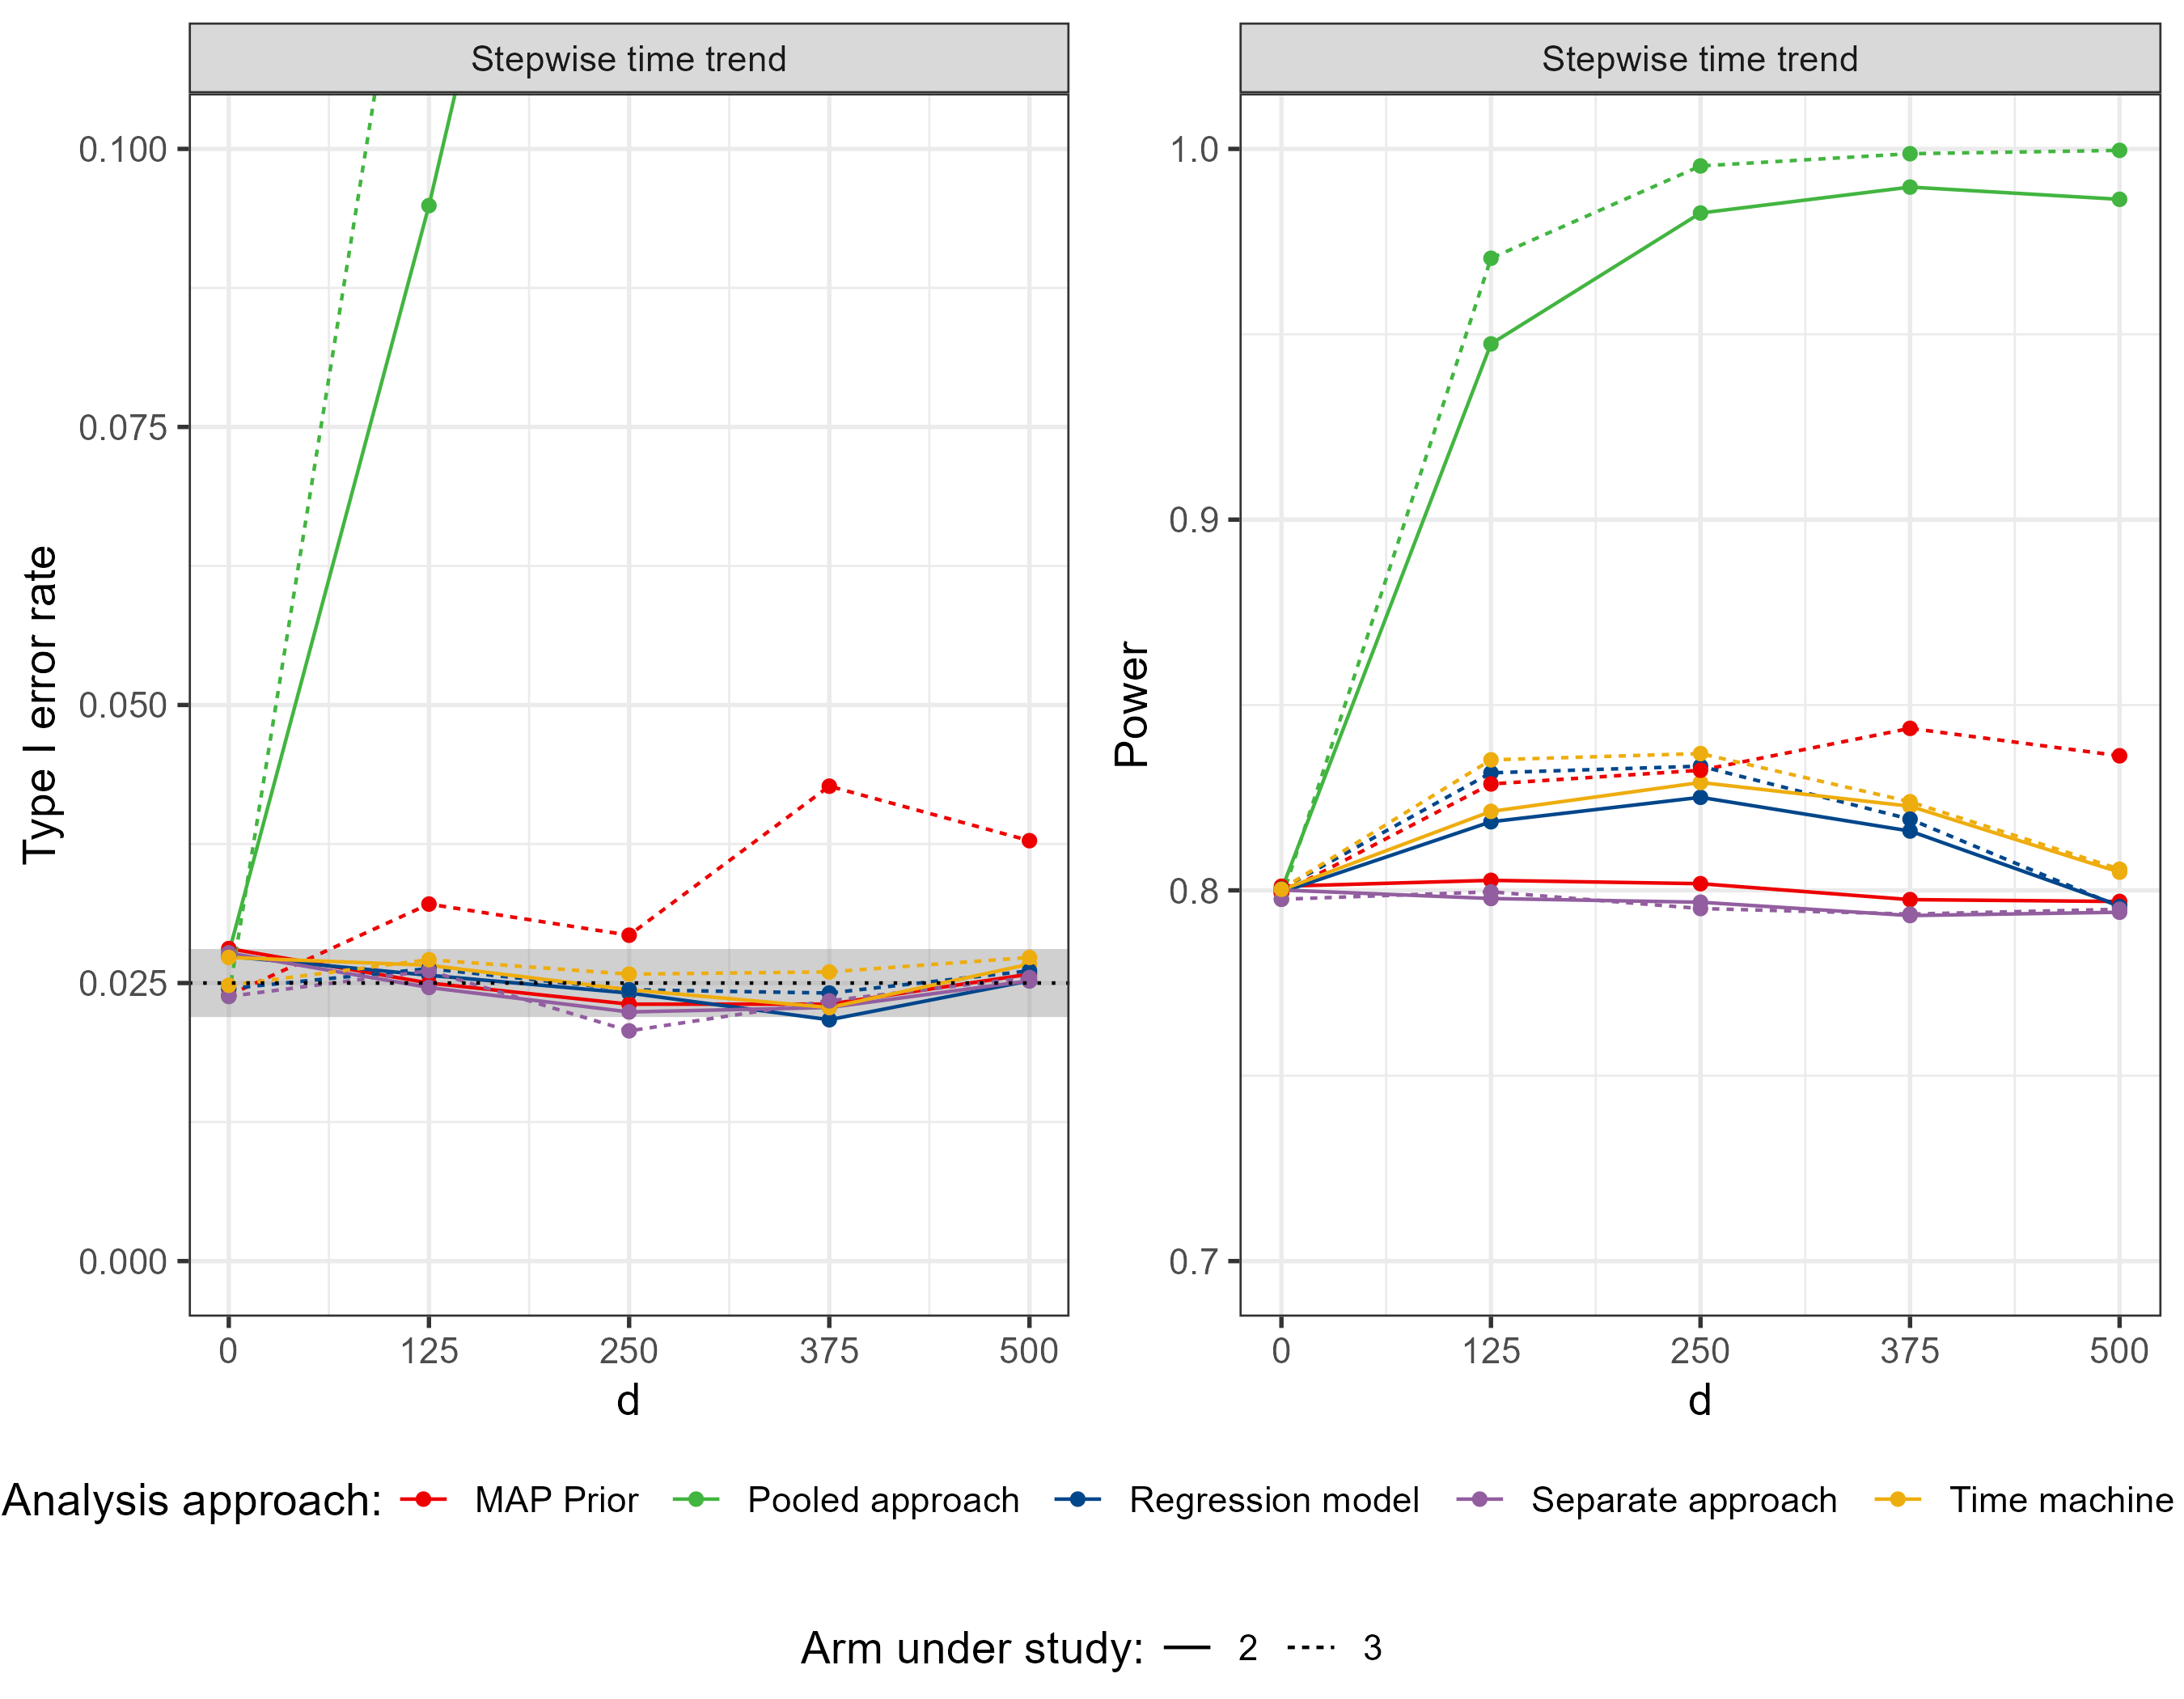 Stepwise time trend
Stepwise time trend
Type I error rate
0.100
0.075
0.050
0.025
0.000
0 125 250 375 500
d
Power
1.0
0.9
0.8
0.7
0 125 250 375 500
d
Analysis approach: MAP Prior Pooled approach Regression model Separate approach Time machine
Arm under study: 2 3